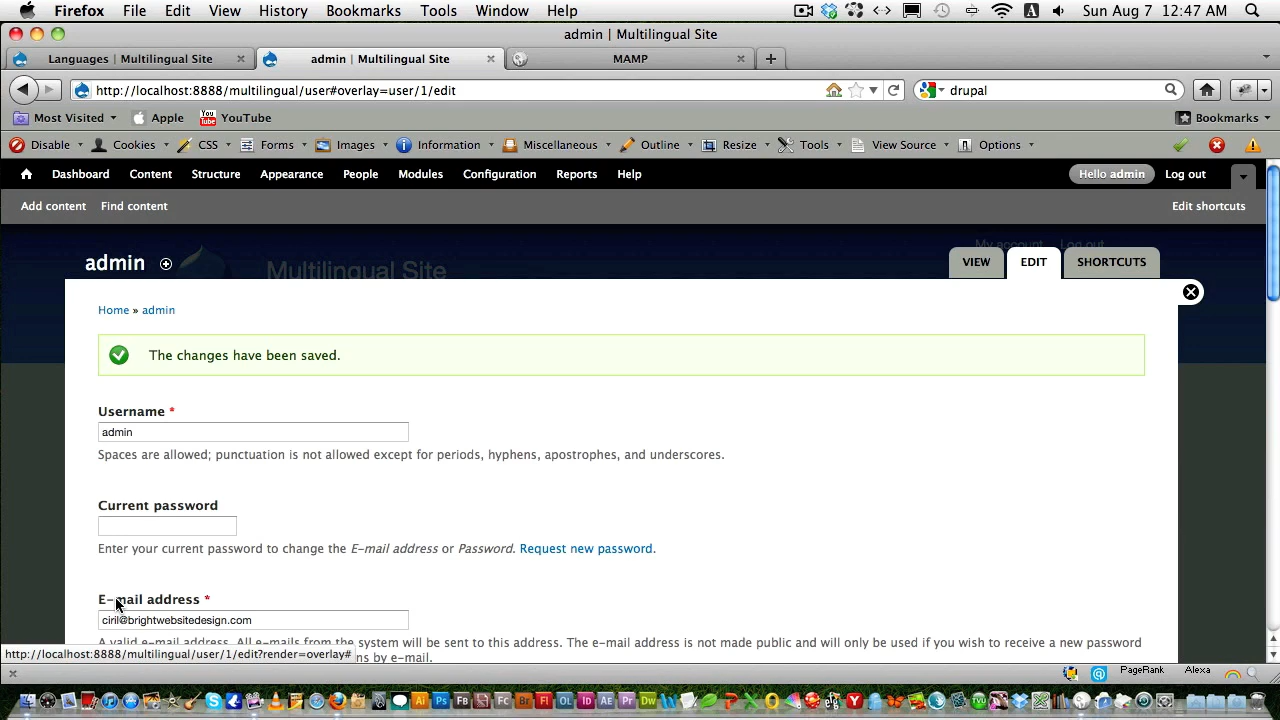 Firefox File Edit View History Bookmarks Tools Window Help Sun Aug 7 12:47 AM
admin | Multilingual Site
Languages | Multilingual Site admin | Multilingual Site MAMP
http://localhost:8888/multilingual/user#overlay=user/1/edit drupal
Most Visited Apple YouTube Bookmarks
Disable Cookies CSS Forms Images Information Miscellaneous Outline Resize Tools View Source Options
Dashboard Content Structure Appearance People Modules Configuration Reports Help Hello admin Log out
Add content Find content Edit shortcuts
My account Log out
admin Multilingual Site VIEW EDIT SHORTCUTS
Home » admin
The changes have been saved.
Username *
admin
Spaces are allowed; punctuation is not allowed except for periods, hyphens, apostrophes, and underscores.
Current password
Enter your current password to change the E-mail address or Password. Request new password.
E-mail address *
ciril@brightwebsitedesign.com
A valid e-mail address. All e-mails from the system will be sent to this address. The e-mail address is not made public and will only be used if you wish to receive a new password
http://localhost:8888/multilingual/user/1/edit?render=overlay# ns by e-mail.
PageRank Alexa